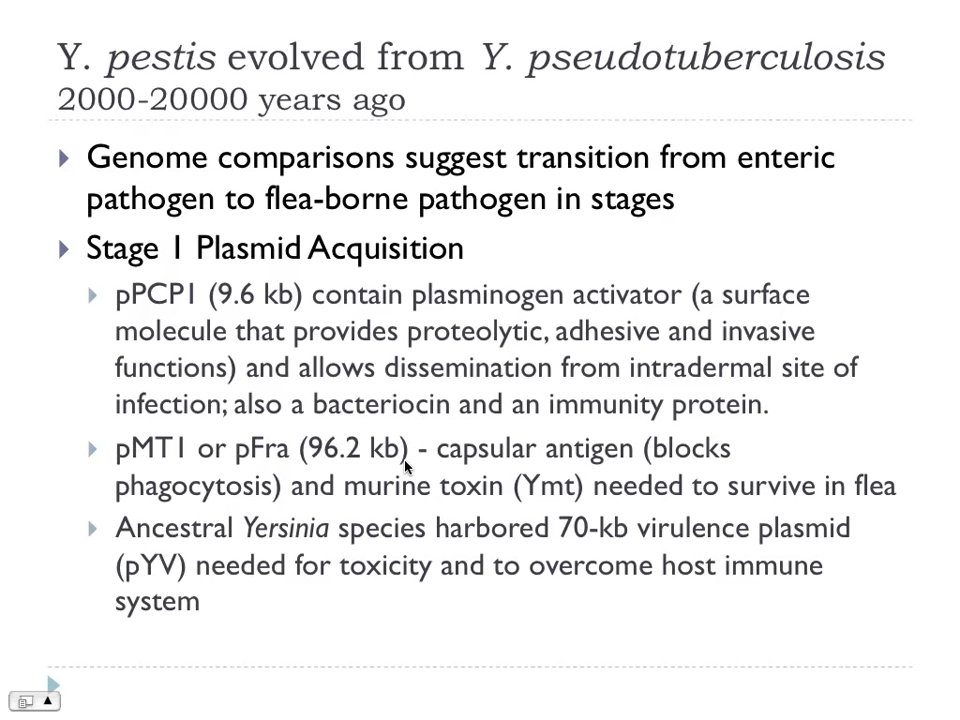 Y. pestis evolved from Y. pseudotuberculosis
2000-20000 years ago
Genome comparisons suggest transition from enteric
pathogen to flea-borne pathogen in stages
Stage 1 Plasmid Acquisition
pPCP1 (9.6 kb) contain plasminogen activator (a surface
molecule that provides proteolytic, adhesive and invasive
functions) and allows dissemination from intradermal site of
infection; also a bacteriocin and an immunity protein.
pMT1 or pFra (96.2 kb) - capsular antigen (blocks
phagocytosis) and murine toxin (Ymt) needed to survive in flea
Ancestral Yersinia species harbored 70-kb virulence plasmid
(pYV) needed for toxicity and to overcome host immune
system